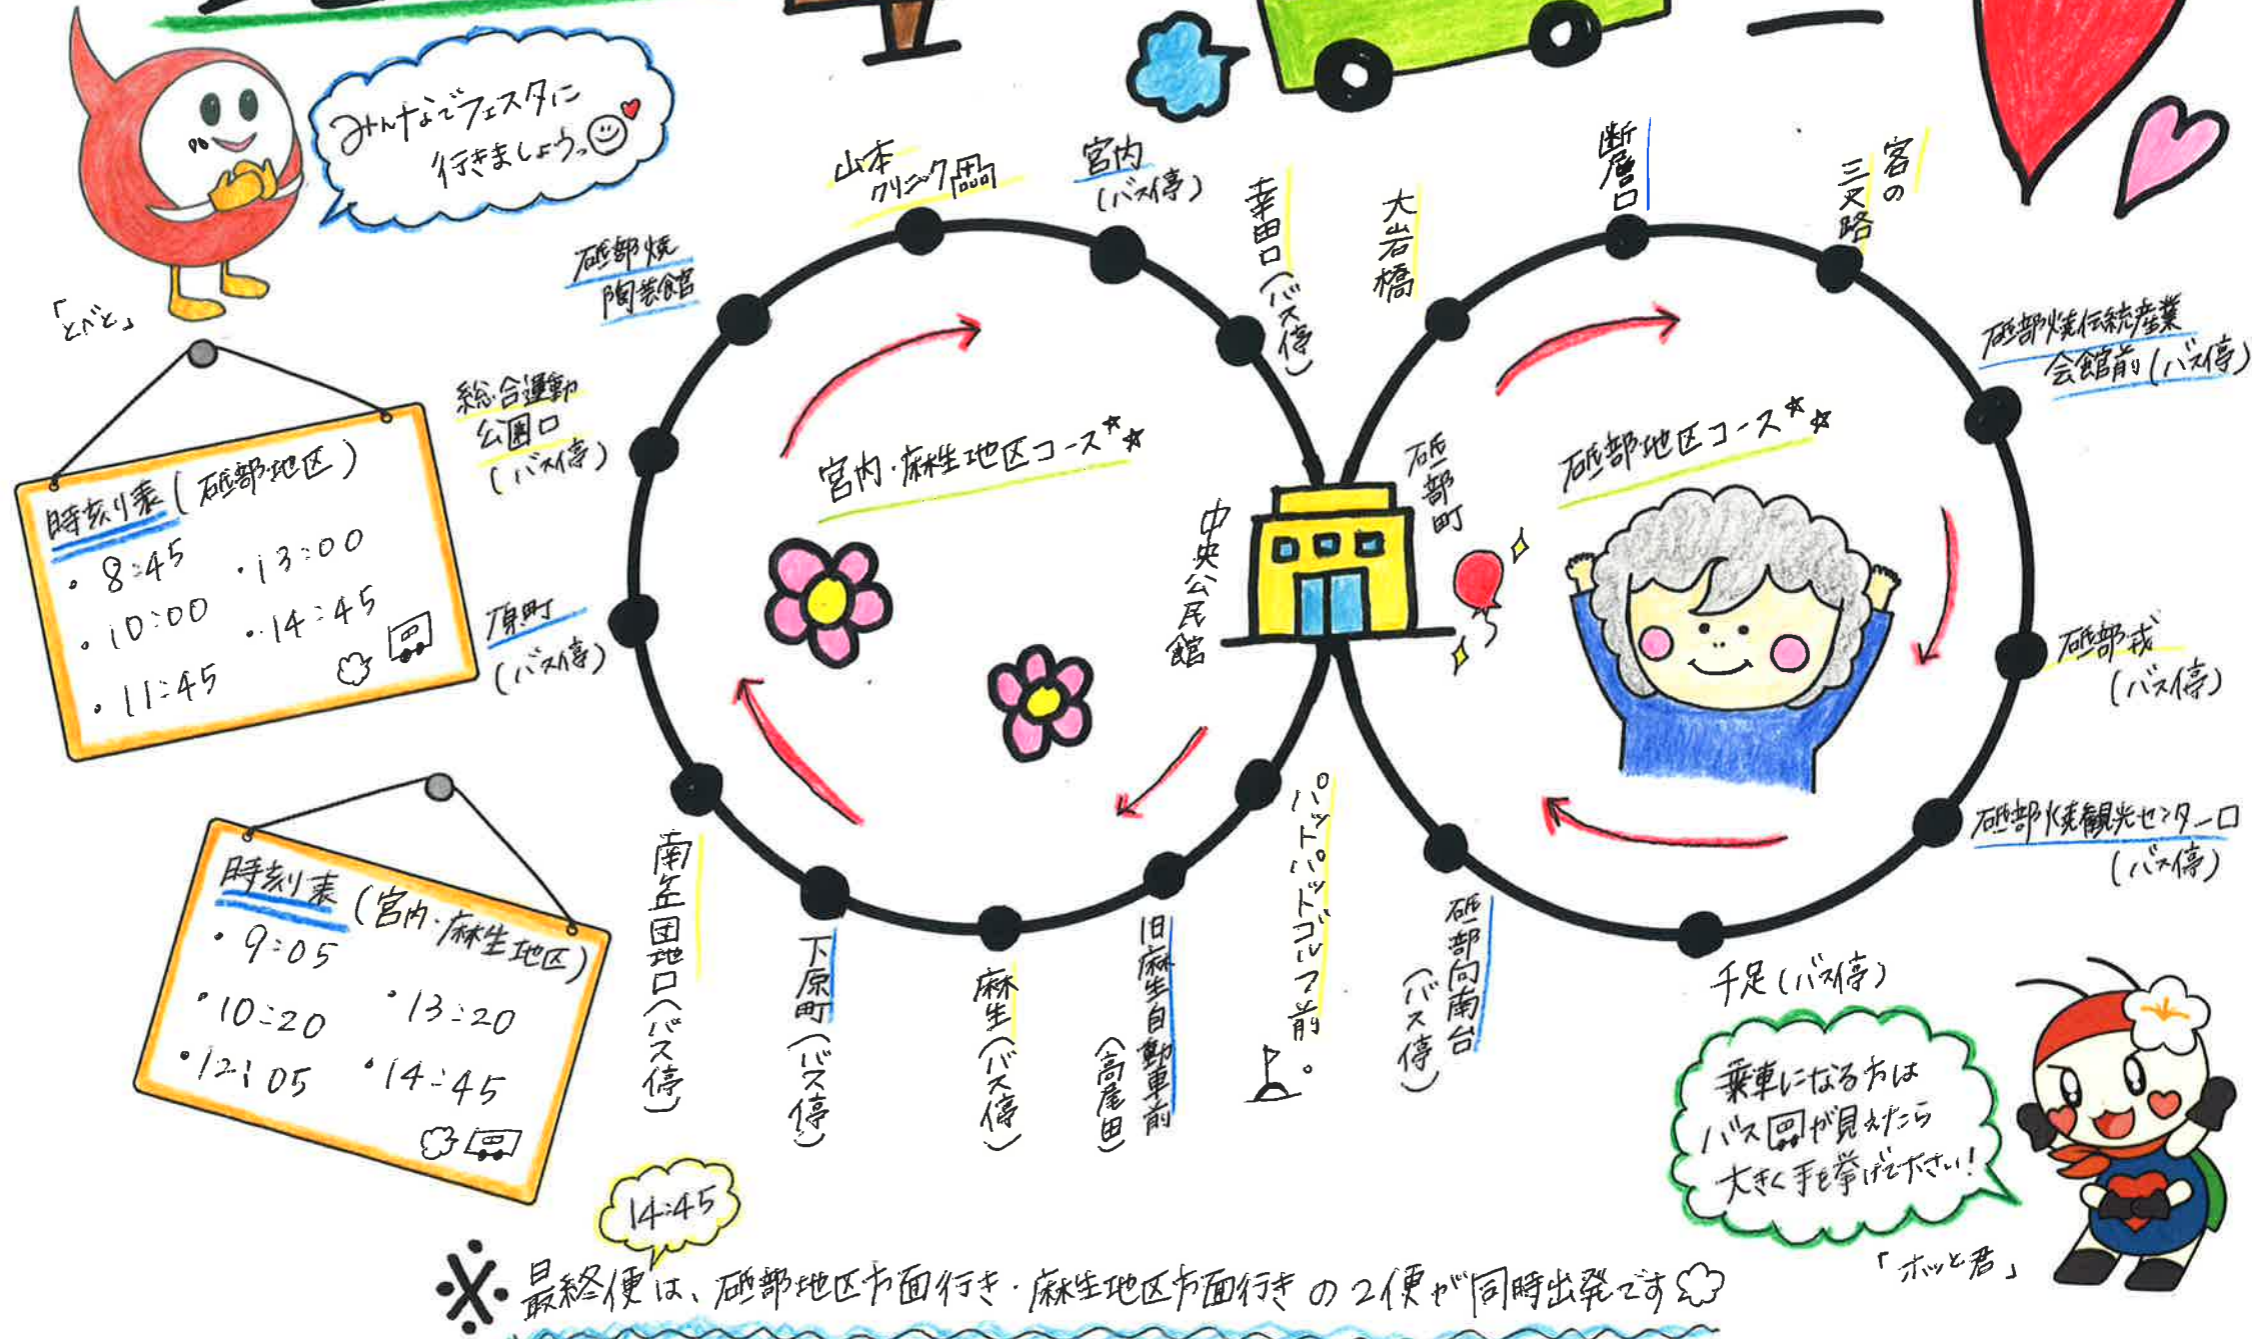 みんなでフェスタに
行きましょうっ
「とべと」
山本
クリニック
宮内
(バス停)
幸田口(バス停)
大岩橋
断層口
客の
三叉路
砥部焼
陶芸館
砥部焼伝統産業
会館前(バス停)
総合運動
公園口
(バス停)
宮内・麻生地区コース☆☆
砥部町
中央公民館
砥部地区コース☆☆
時刻表(砥部地区)
・8:45
・10:00
・11:45
・13:00
・14:45
原町
(バス停)
砥部戎
(バス停)
砥部焼観光センター口
(バス停)
時刻表(宮内・麻生地区)
・9:05
・10:20
・12:05
・13:20
・14:45
南ヶ丘団地口(バス停)
下原町(バス停)
麻生(バス停)
旧麻生自動車前
(高尾田)
パットパットゴルフ前。
砥部向南台
(バス停)
千足(バス停)
乗車になる方は
バスが見えたら
大きく手を挙げて下さい!
「ホッと君」
14:45
※最終便は、砥部地区方面行き・麻生地区方面行きの2便が同時出発です